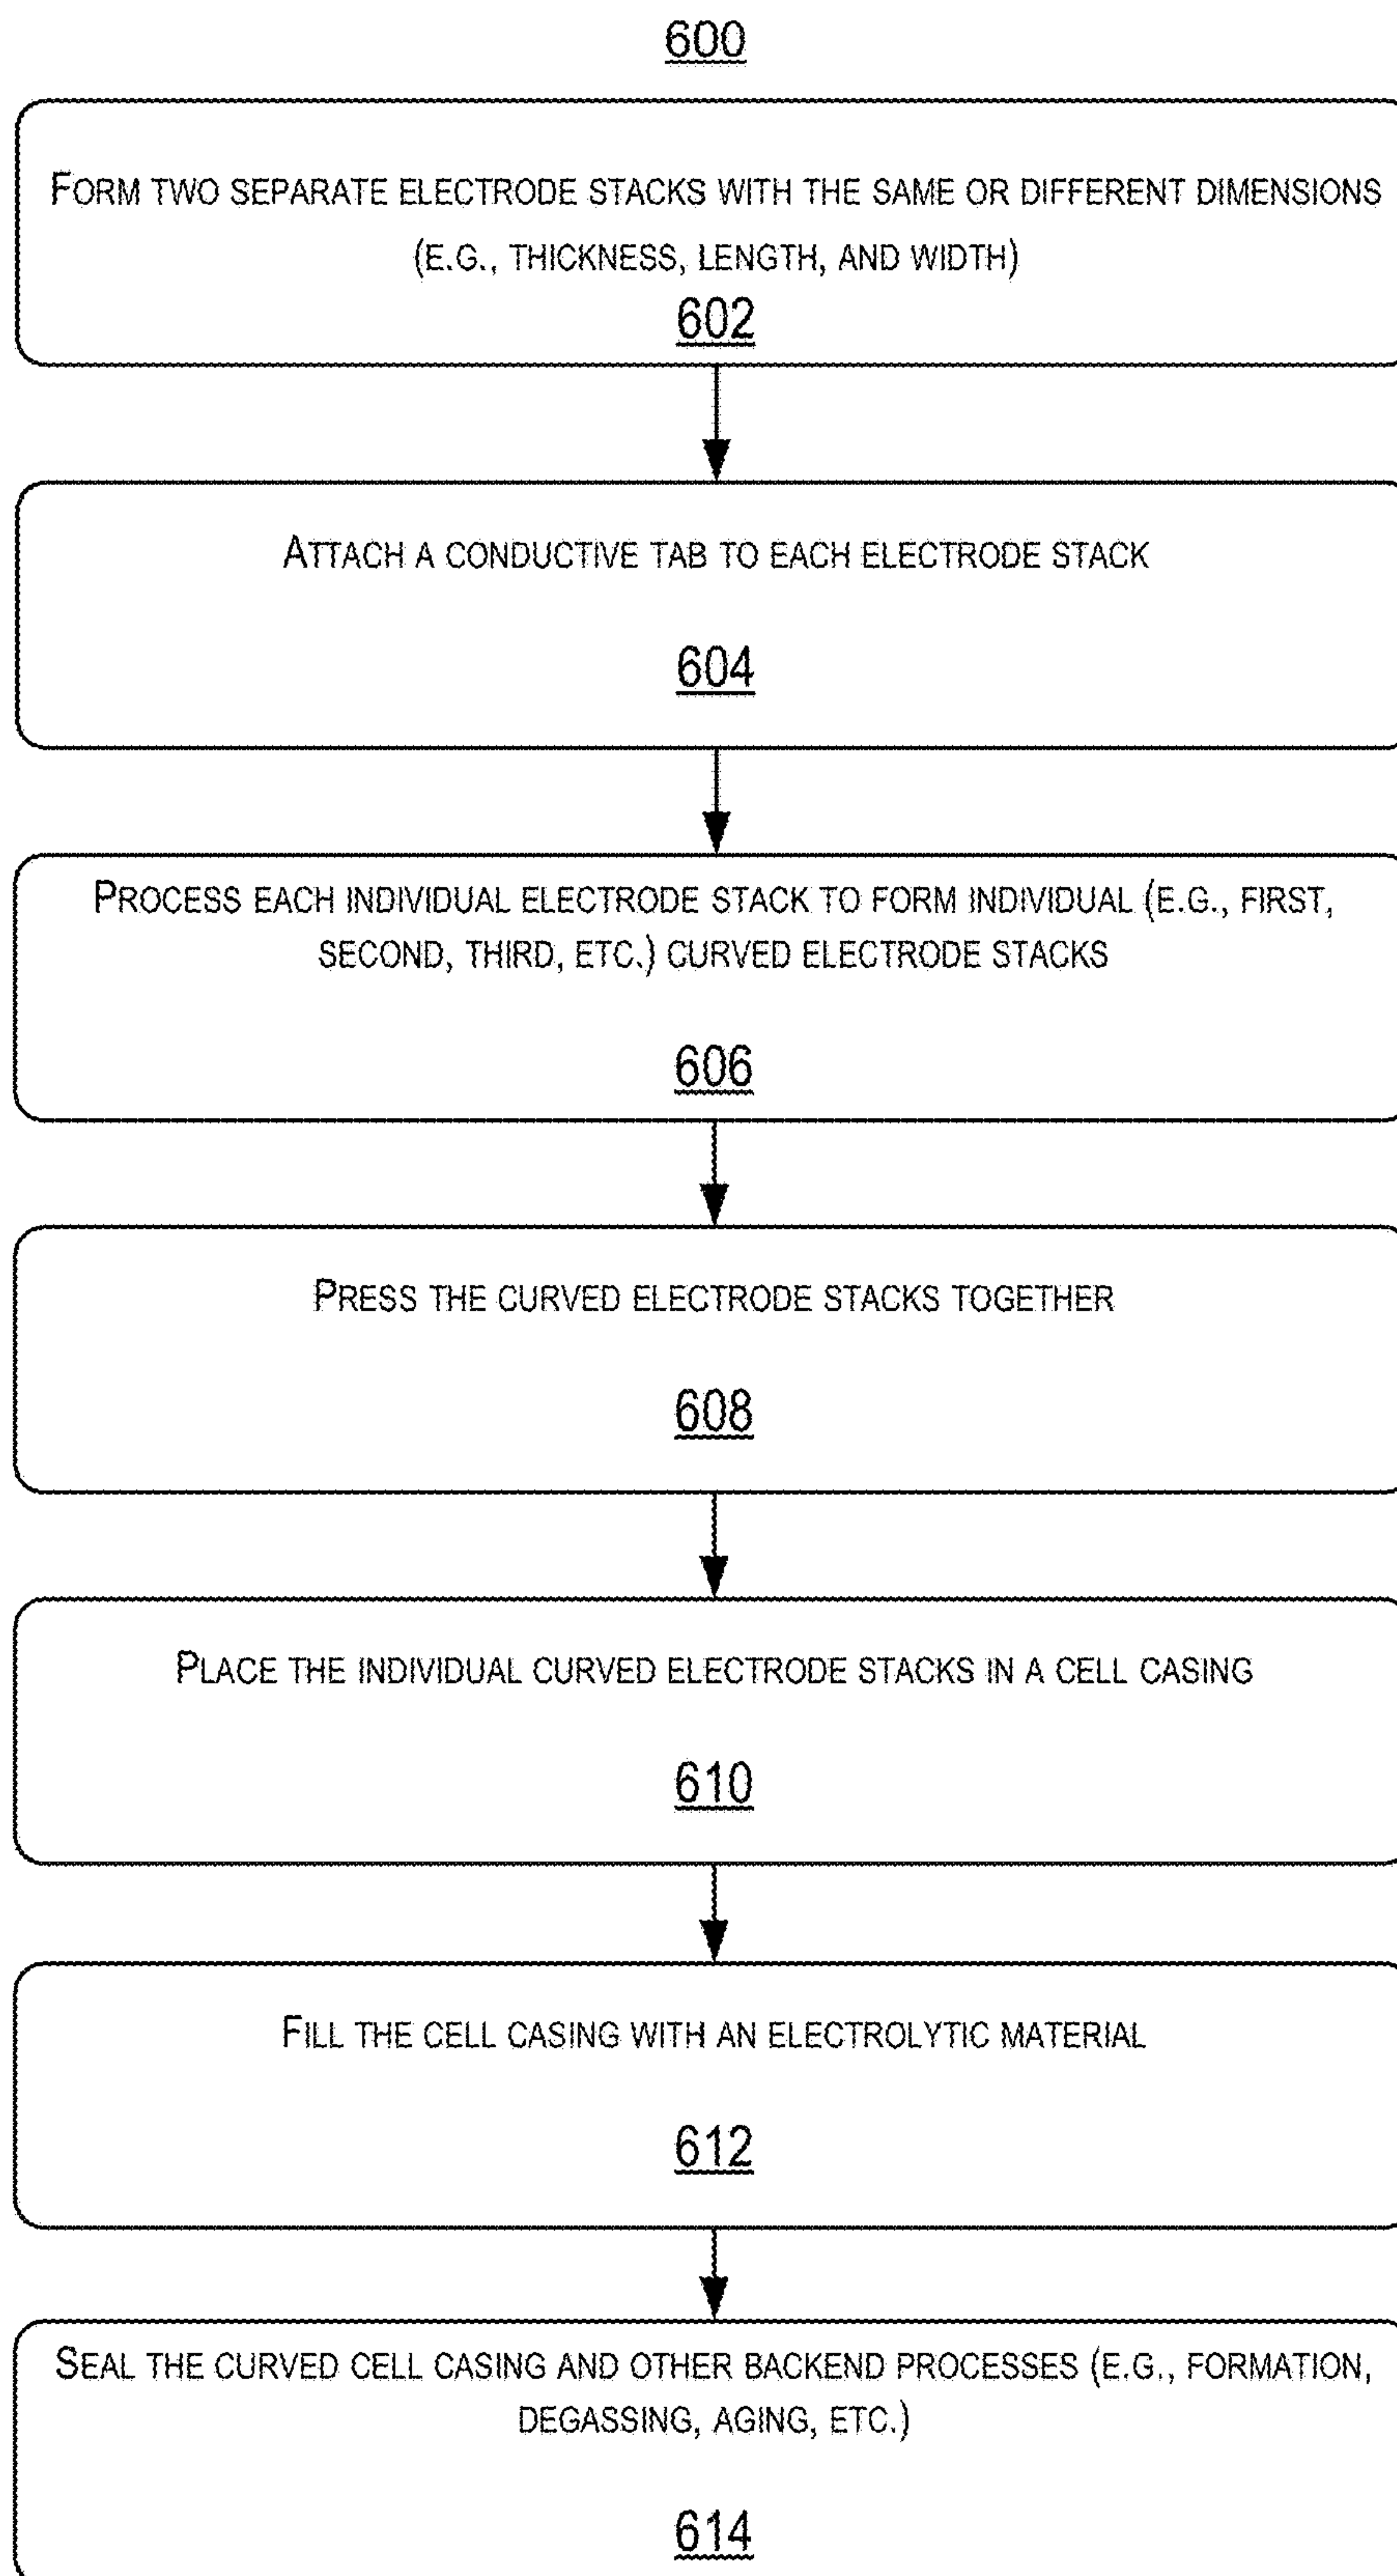 600
FORM TWO SEPARATE ELECTRODE STACKS WITH THE SAME OR DIFFERENT DIMENSIONS
(E.G., THICKNESS, LENGTH, AND WIDTH)
602
ATTACH A CONDUCTIVE TAB TO EACH ELECTRODE STACK
604
PROCESS EACH INDIVIDUAL ELECTRODE STACK TO FORM INDIVIDUAL (E.G., FIRST,
SECOND, THIRD, ETC.) CURVED ELECTRODE STACKS
606
PRESS THE CURVED ELECTRODE STACKS TOGETHER
608
PLACE THE INDIVIDUAL CURVED ELECTRODE STACKS IN A CELL CASING
610
FILL THE CELL CASING WITH AN ELECTROLYTIC MATERIAL
612
SEAL THE CURVED CELL CASING AND OTHER BACKEND PROCESSES (E.G., FORMATION,
DEGASSING, AGING, ETC.)
614